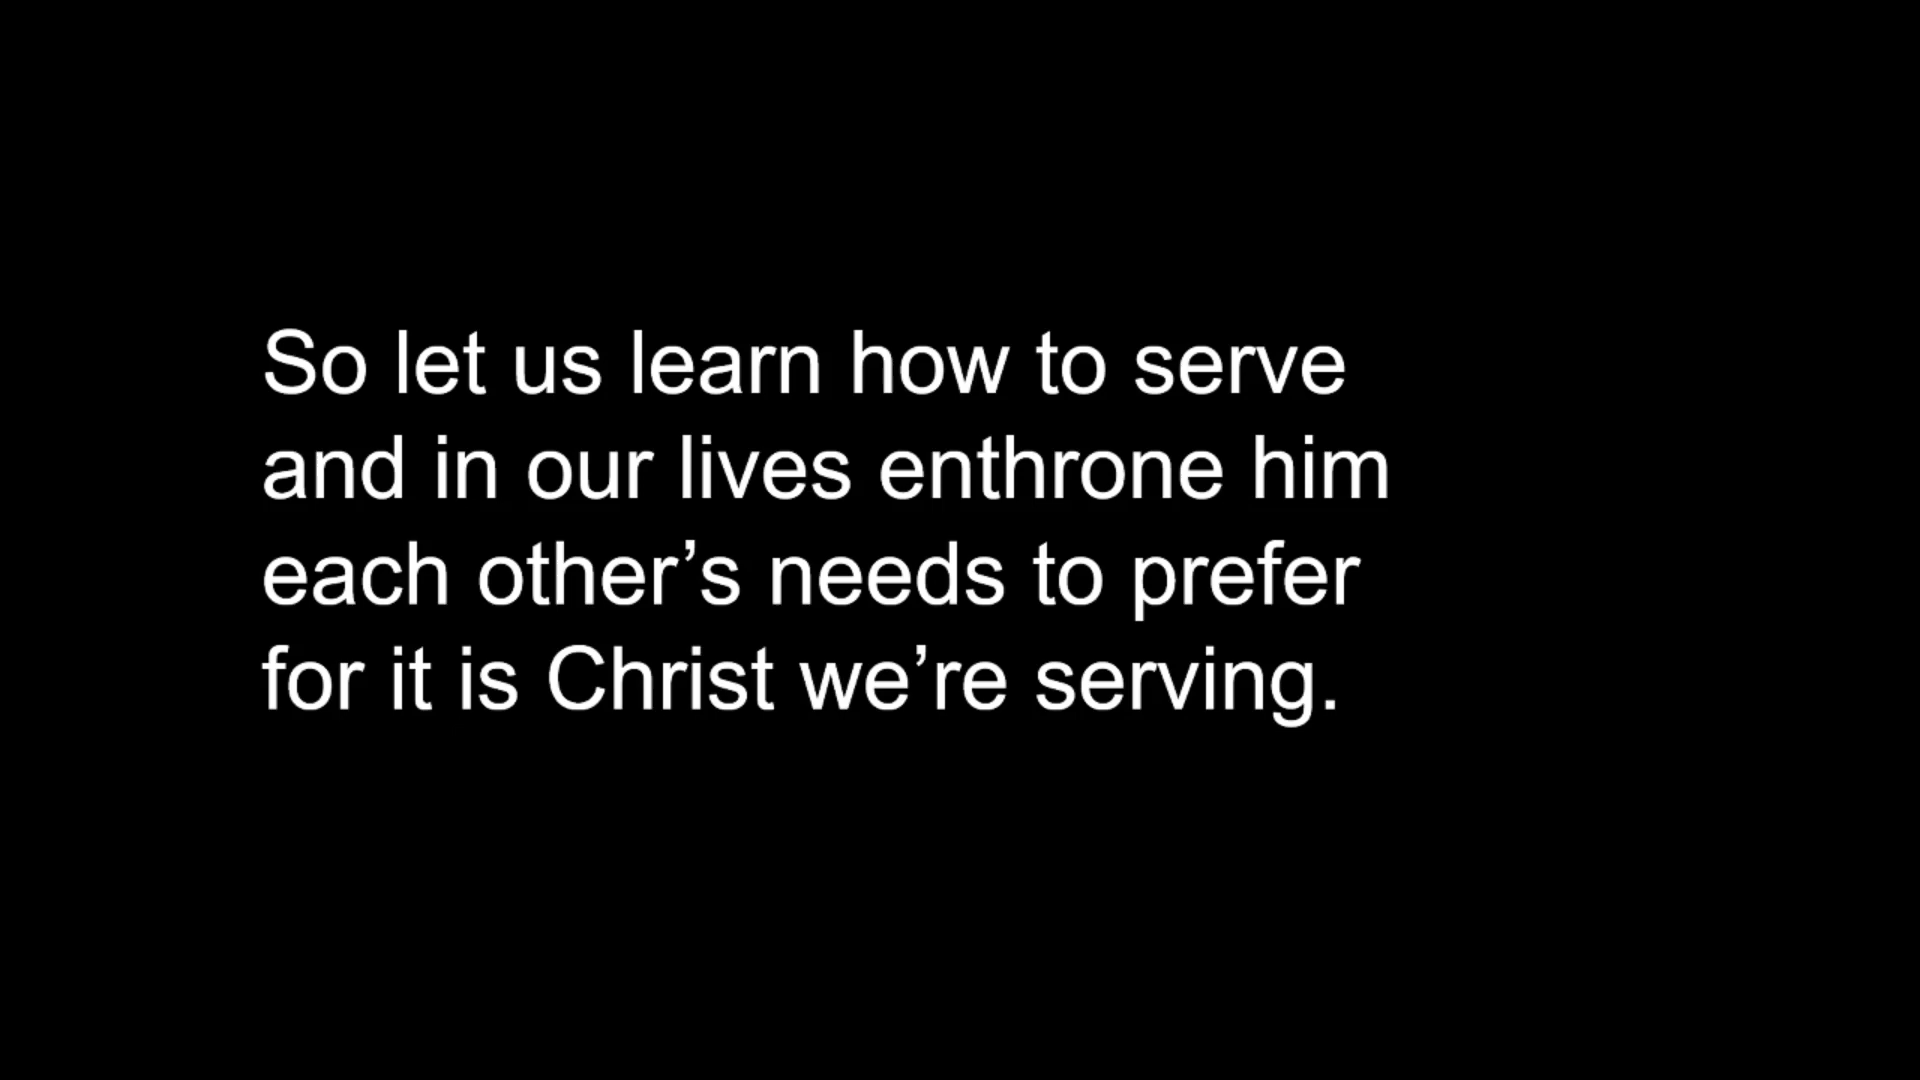 So let us learn how to serve
and in our lives enthrone him
each other’s needs to prefer
for it is Christ we’re serving.